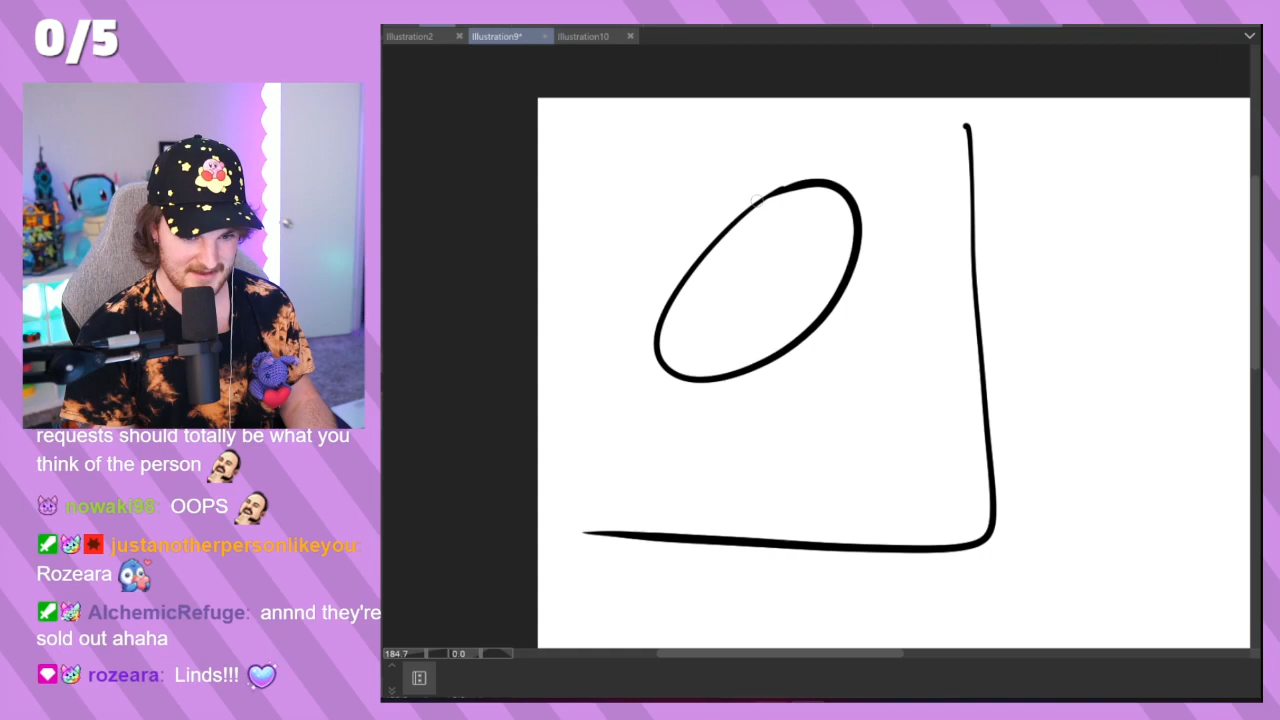 0/5
Illustration2
Illustration9*
Illustration10
requests should totally be what you
think of the person
nowaki98: OOPS
justanotherpersonlikeyou:
Rozeara
AlchemicRefuge: annnd they're
sold out ahaha
rozeara: Linds!!!
184.7
0.0